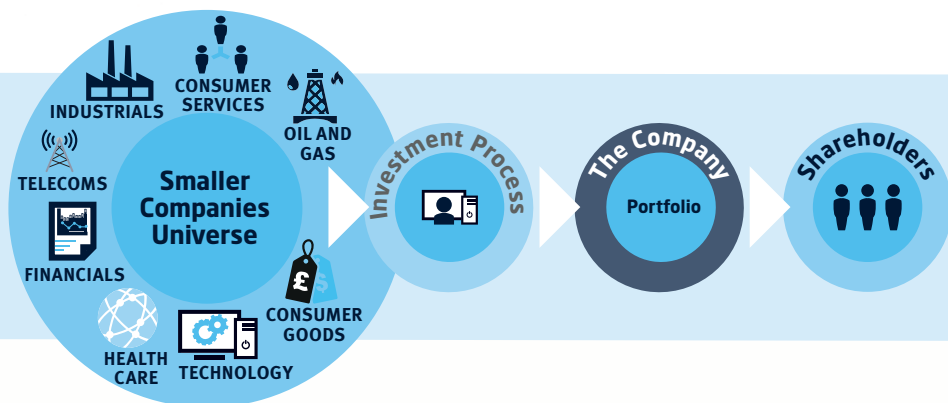 CONSUMER
SERVICES
INDUSTRIALS
OIL AND
GAS
TELECOMS
Smaller
Companies
Universe
FINANCIALS
£
$
CONSUMER
GOODS
HEALTH
CARE
TECHNOLOGY
Investment Process
The Company
Portfolio
Shareholders